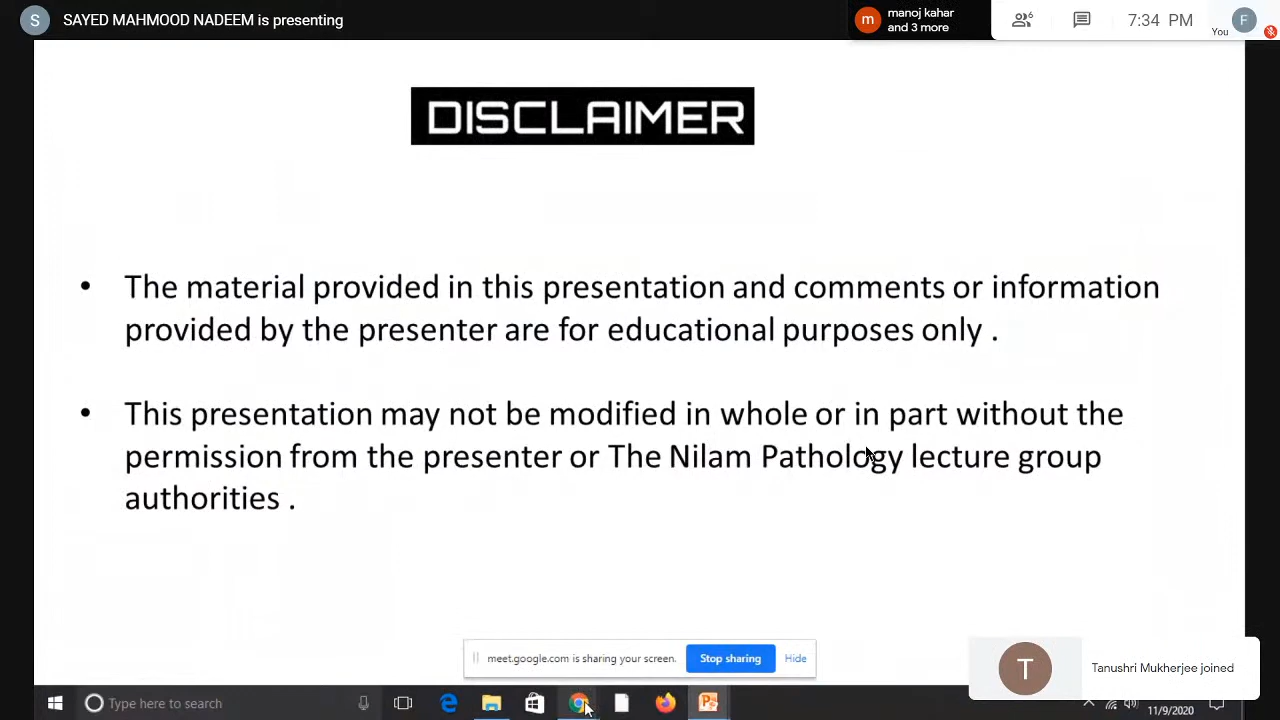 S SAYED MAHMOOD NADEEM is presenting
m manoj kahar
and 3 more
6
7:34 PM
You
F
DISCLAIMER
• The material provided in this presentation and comments or information
provided by the presenter are for educational purposes only .
• This presentation may not be modified in whole or in part without the
permission from the presenter or The Nilam Pathology lecture group
authorities .
meet.google.com is sharing your screen. Stop sharing Hide
T Tanushri Mukherjee joined
Type here to search
11/9/2020